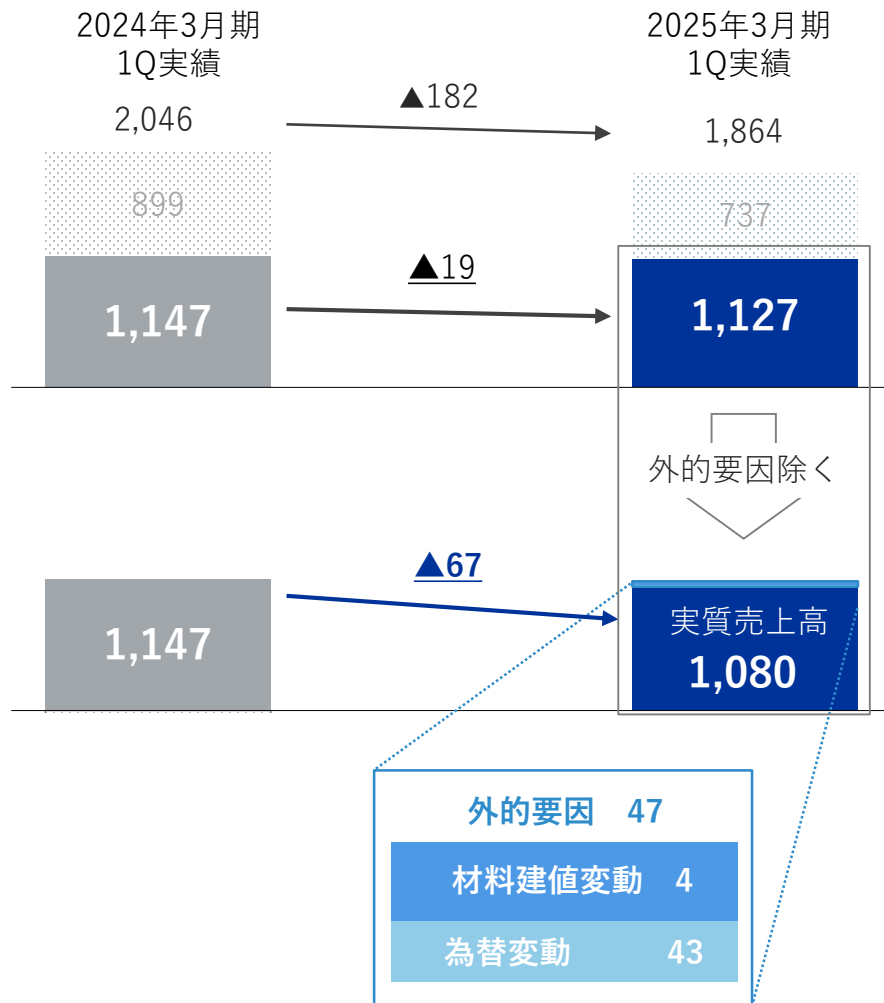 2024年3月期
1Q実績
2025年3月期
1Q実績
2,046
▲182
1,864
899
737
▲19
1,147
1,127
外的要因除く
▲67
1,147
実質売上高
1,080
外的要因 47
材料建値変動 4
為替変動 43